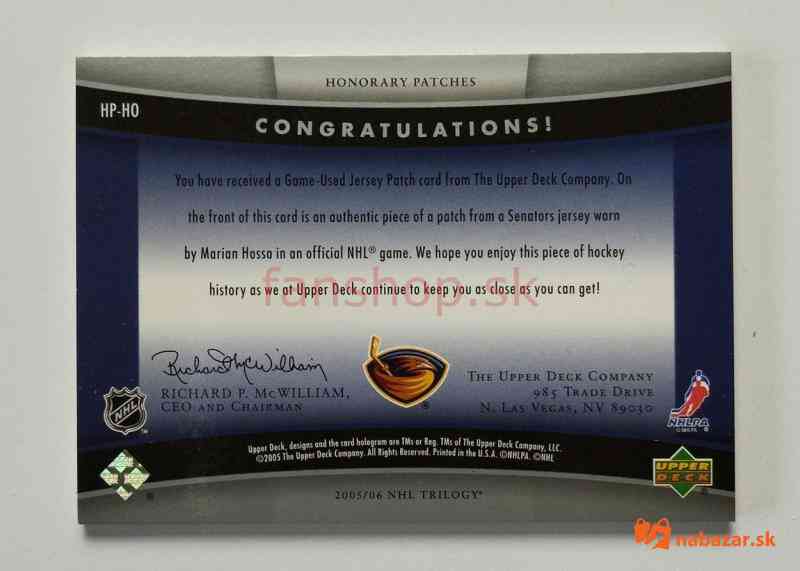 HONORARY PATCHES
HP-HO
CONGRATULATIONS!
You have received a Game-Used Jersey Patch card from The Upper Deck Company. On
the front of this card is an authentic piece of a patch from a Senators jersey worn
by Marian Hossa in an official NHL® game. We hope you enjoy this piece of hockey
history as we at Upper Deck continue to keep you as close as you can get!
fanshop.sk
Richard McWilliam
RICHARD P. MCWILLIAM,
CEO AND CHAIRMAN
THE UPPER DECK COMPANY
985 TRADE DRIVE
N. LAS VEGAS, NV 89030
NHL
™
®
NHLPA
®
Upper Deck, designs and the card hologram are TMs or Reg. TMs of The Upper Deck Company, LLC.
©2005 The Upper Deck Company. All Rights Reserved. Printed in the U.S.A. ©NHLPA. ©NHL
UPPER
DECK
2005/06 NHL TRILOGY®
nabazar.sk